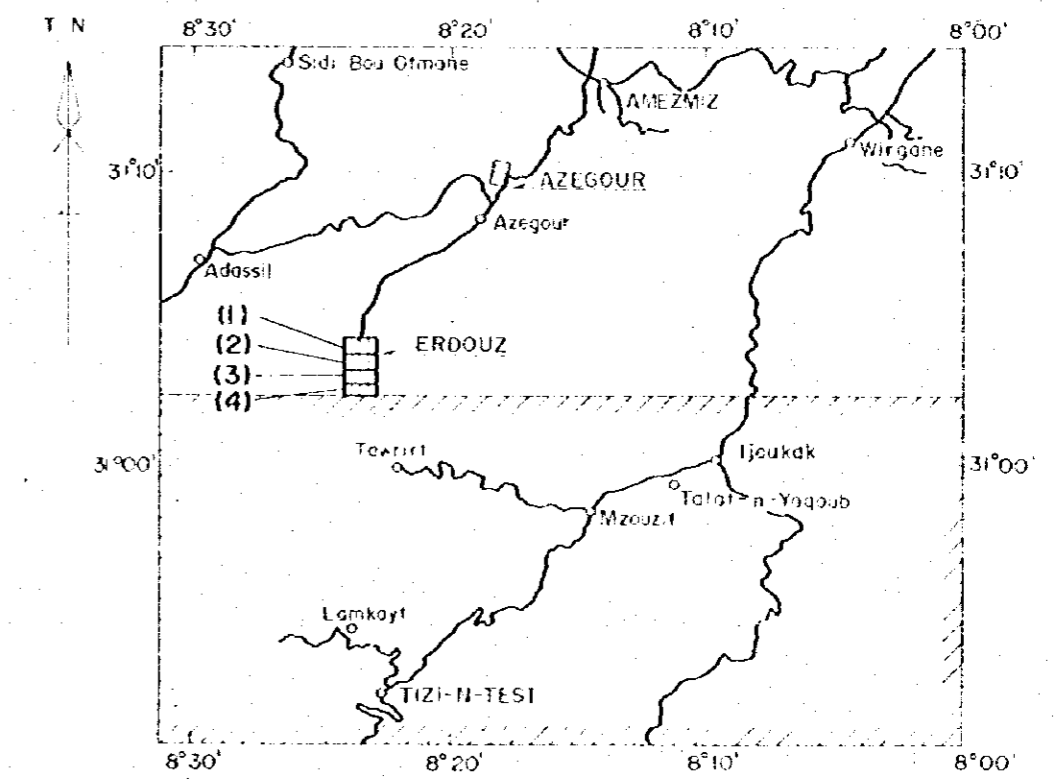 T N
8°30' 8°20' 8°10' 8°00'
Sidi Bou Otmane
AMEZMIZ
Wirgane
31°10' 31°10'
AZEGOUR
Azegour
Adassil
(1)
(2)
ERDOUZ
(3)
(4)
31°00' 31°00'
Tawrirt
Ijoukak
Talat-n-Yaqoub
Mzouzit
Lamkayt
TIZI-N-TEST
8°30' 8°20' 8°10' 8°00'